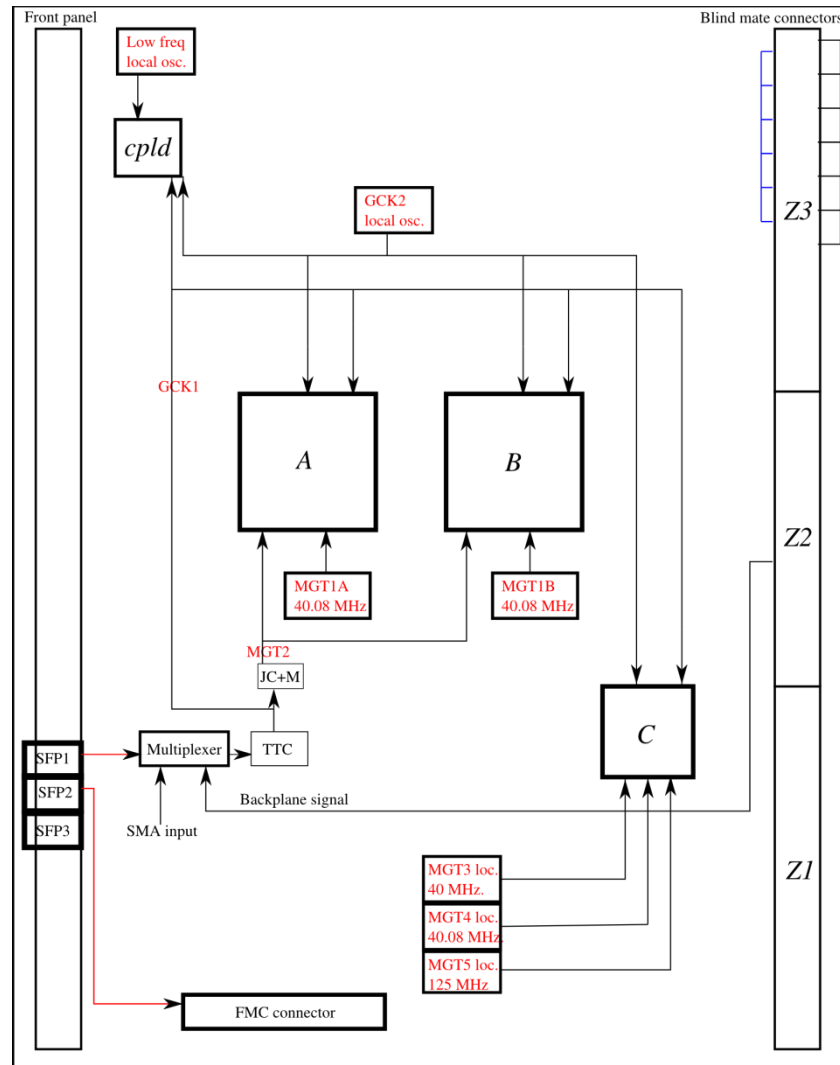 Front panel
Blind mate connectors
Low freq
local osc.
cpld
GCK2
local osc.
Z3
GCK1
A
B
Z2
MGT1A
40.08 MHz
MGT1B
40.08 MHz
MGT2
JC+M
C
SFP1
Multiplexer
TTC
SFP2
Backplane signal
SFP3
SMA input
Z1
MGT3 loc.
40 MHz.
MGT4 loc.
40.08 MHz.
MGT5 loc.
125 MHz
FMC connector